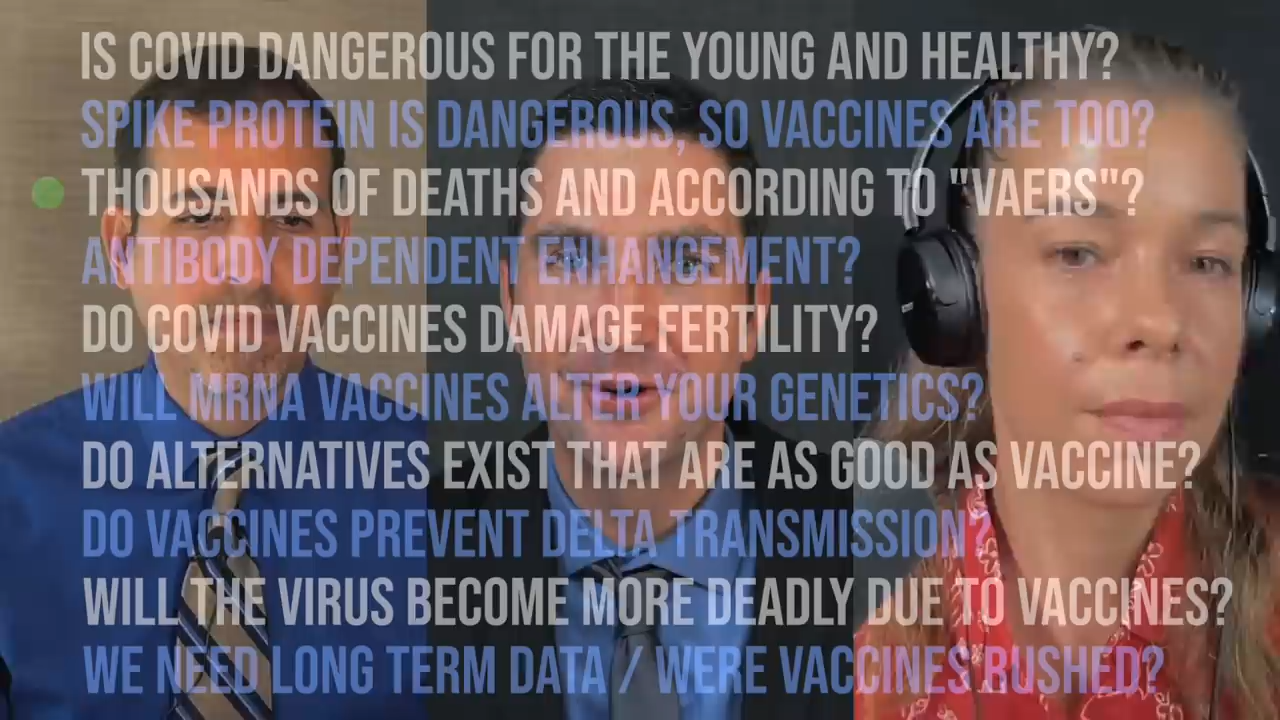 IS COVID DANGEROUS FOR THE YOUNG AND HEALTHY?
SPIKE PROTEIN IS DANGEROUS, SO VACCINES ARE TOO?
THOUSANDS OF DEATHS AND ACCORDING TO "VAERS"?
ANTIBODY DEPENDENT ENHANCEMENT?
DO COVID VACCINES DAMAGE FERTILITY?
WILL MRNA VACCINES ALTER YOUR GENETICS?
DO ALTERNATIVES EXIST THAT ARE AS GOOD AS VACCINE?
DO VACCINES PREVENT DELTA TRANSMISSION?
WILL THE VIRUS BECOME MORE DEADLY DUE TO VACCINES?
WE NEED LONG TERM DATA / WERE VACCINES RUSHED?